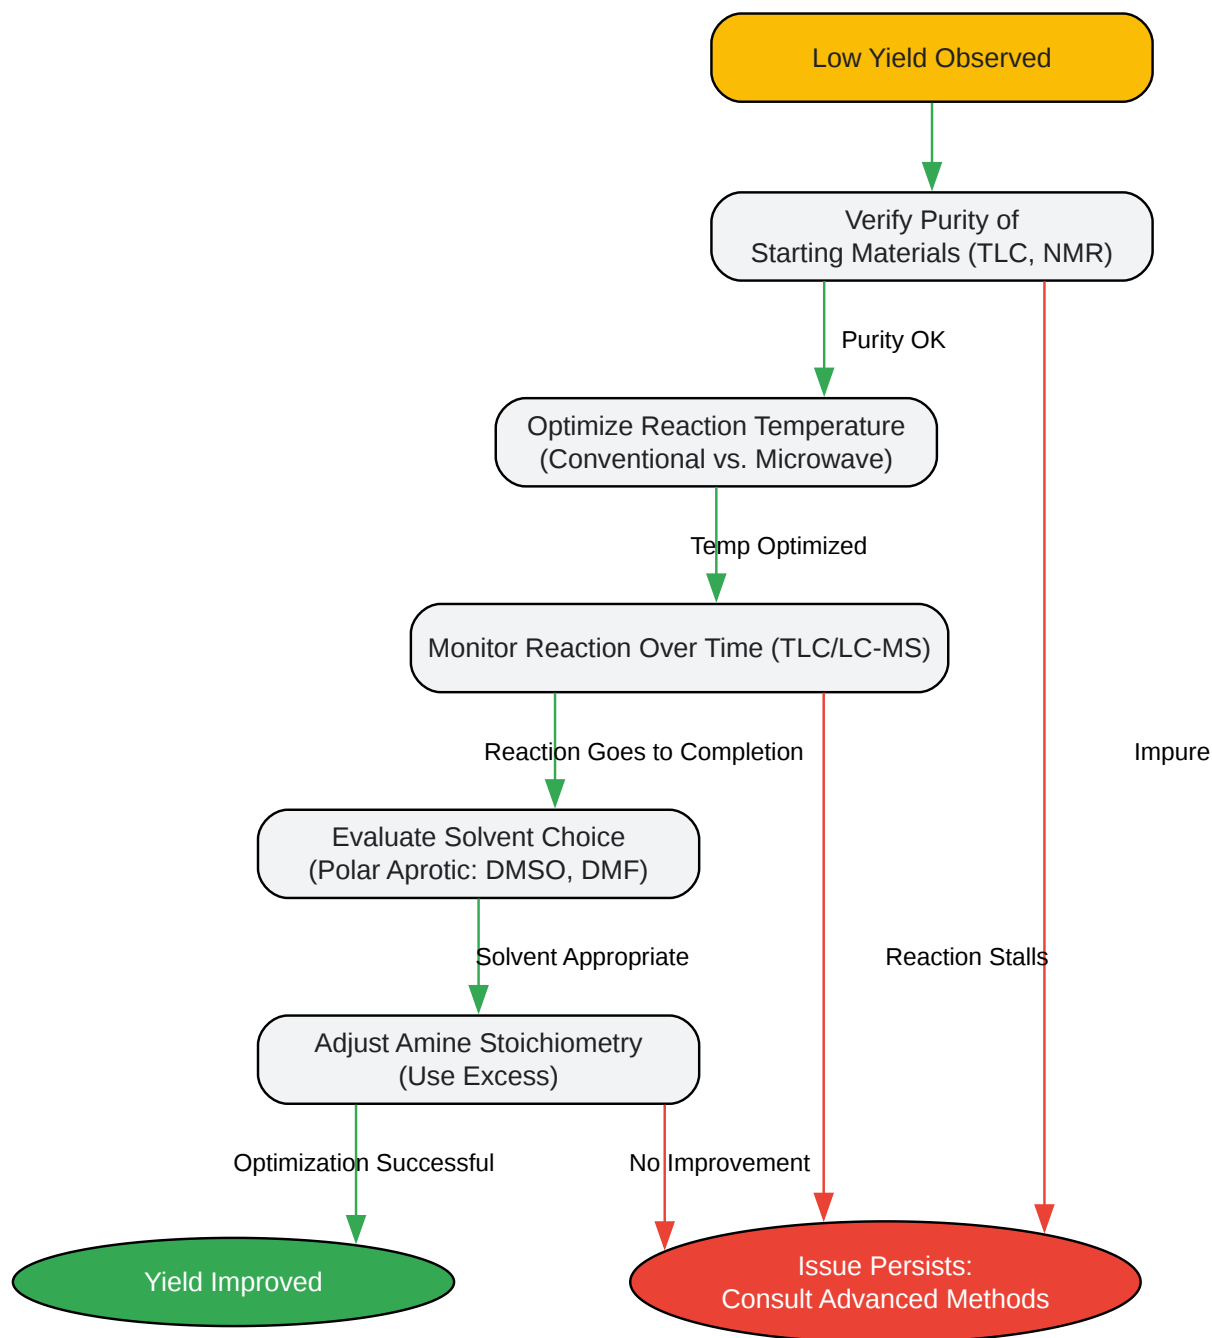 Low Yield Observed
Verify Purity of
Starting Materials (TLC, NMR)
Purity OK
Optimize Reaction Temperature
(Conventional vs. Microwave)
Temp Optimized
Monitor Reaction Over Time (TLC/LC-MS)
Reaction Goes to Completion
Impure
Evaluate Solvent Choice
(Polar Aprotic: DMSO, DMF)
Solvent Appropriate
Reaction Stalls
Adjust Amine Stoichiometry
(Use Excess)
Optimization Successful
No Improvement
Yield Improved
Issue Persists:
Consult Advanced Methods